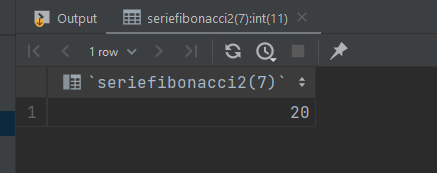 Output
seriefibonacci2(7):int(11)
1 row
`seriefibonacci2(7)`
1
20